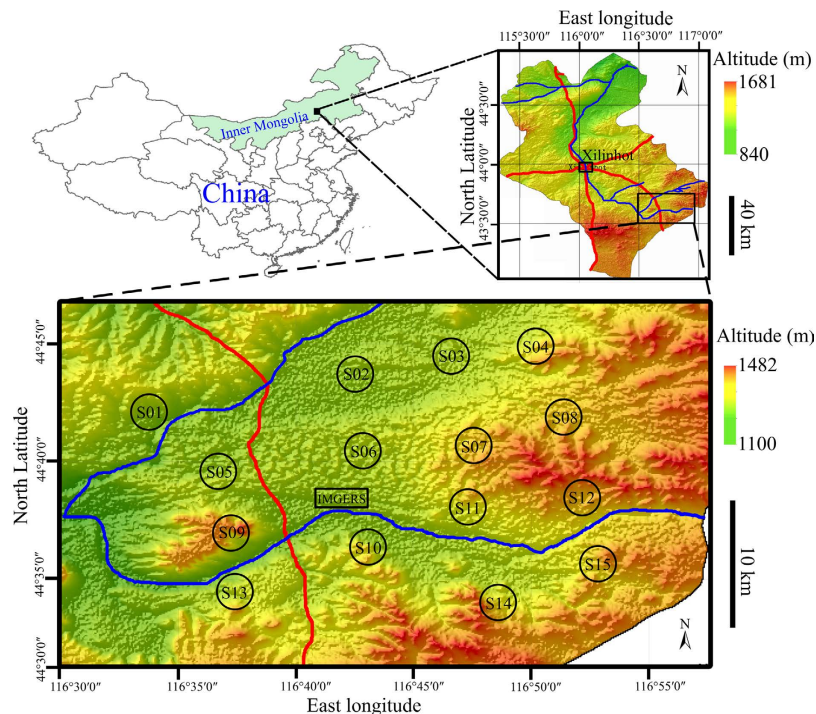 East longitude
115°30′0″ 116°0′0″ 116°30′0″ 117°0′0″
Altitude (m)
N
1681
840
44°30′0″
44°0′0″
43°30′0″
North Latitude
Xilinhot
40 km
Inner Mongolia
China
Altitude (m)
1482
1100
44°45′0″
44°40′0″
44°35′0″
44°30′0″
North Latitude
S01
S02
S03
S04
S05
S06
S07
S08
IMGERS
S09
S10
S11
S12
S13
S14
S15
N
10 km
116°30′0″ 116°35′0″ 116°40′0″ 116°45′0″ 116°50′0″ 116°55′0″
East longitude